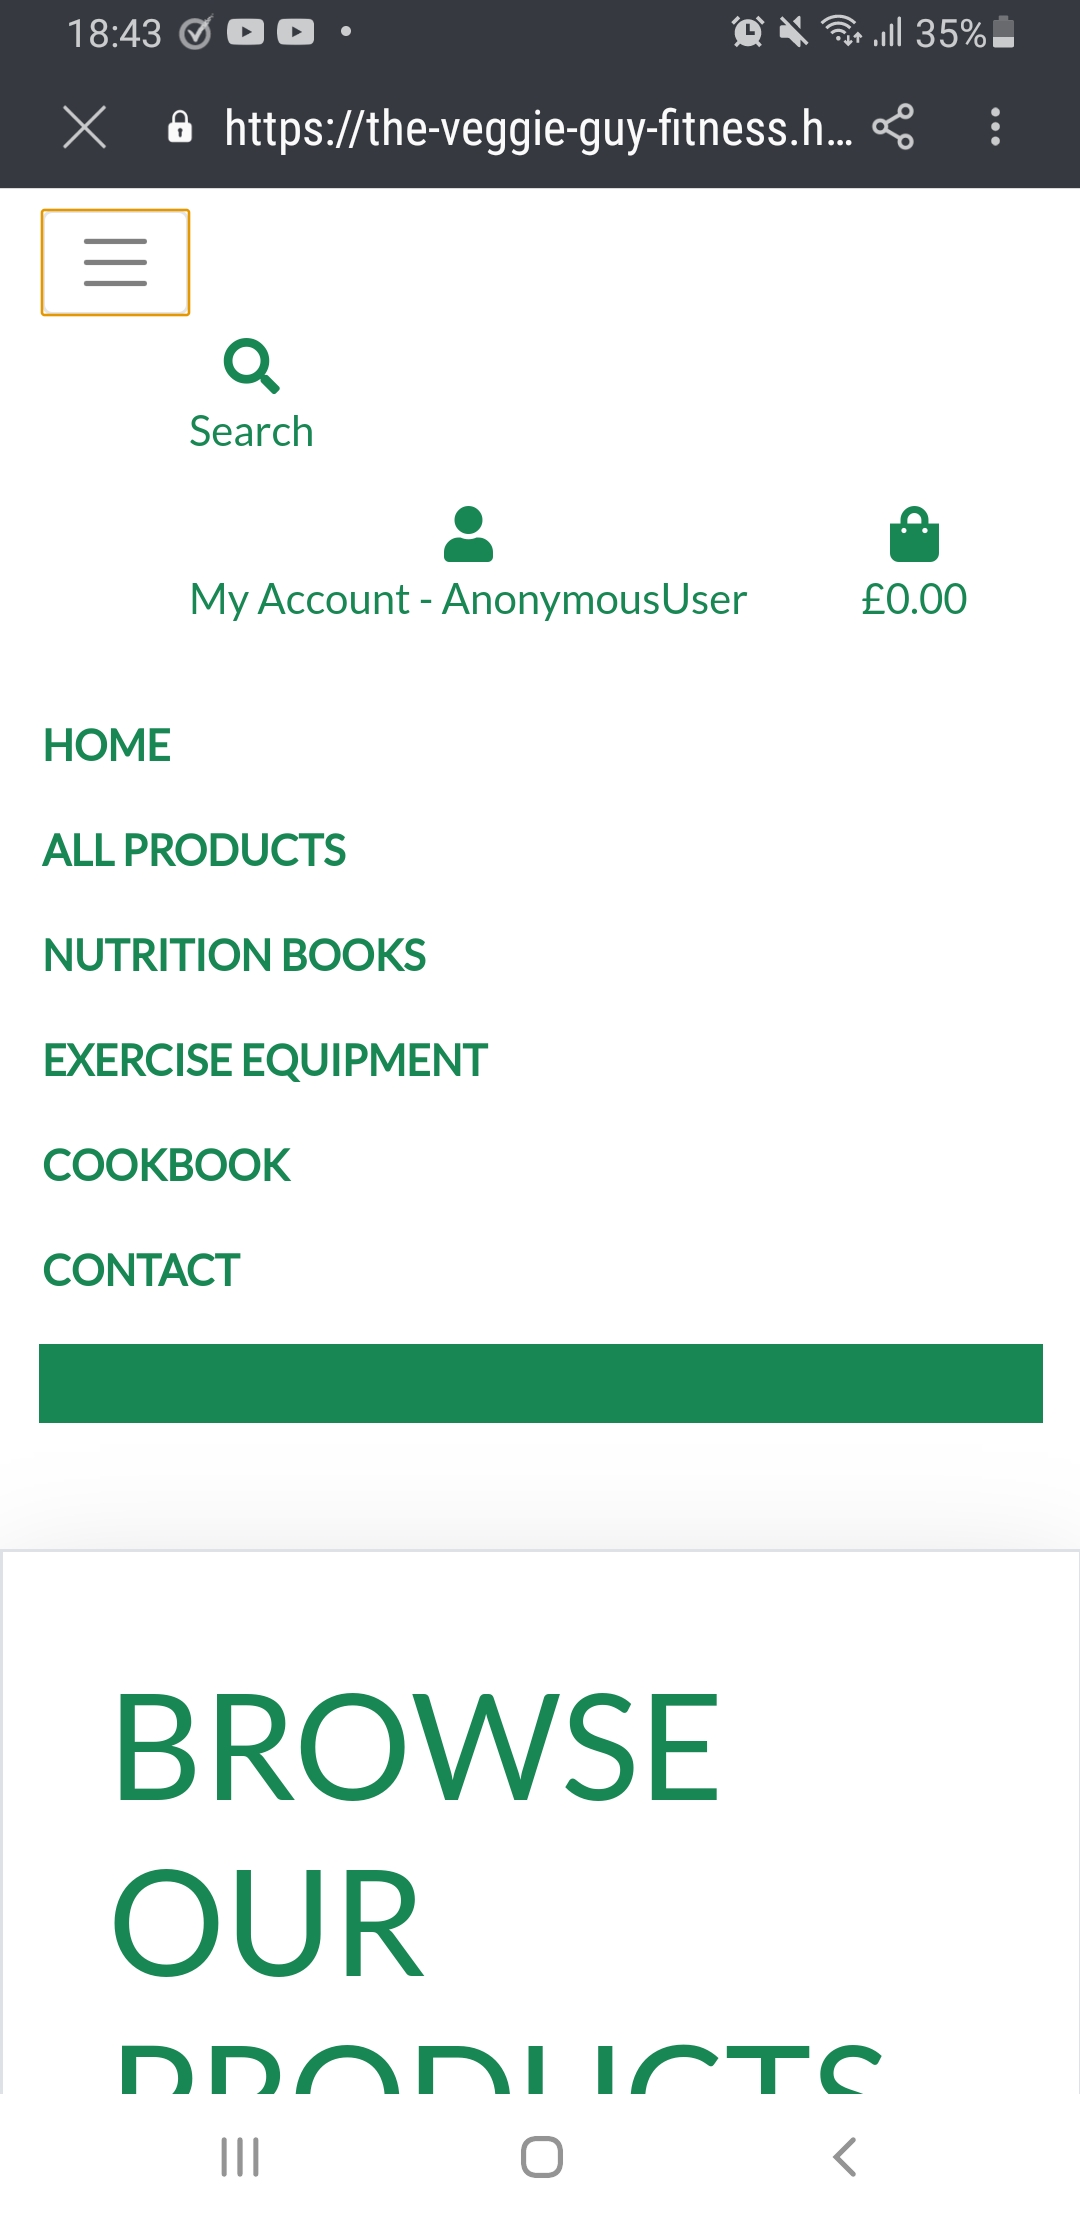 18:43
35%
https://the-veggie-guy-fitness.h...
Search
My Account - AnonymousUser
£0.00
HOME
ALL PRODUCTS
NUTRITION BOOKS
EXERCISE EQUIPMENT
COOKBOOK
CONTACT
BROWSE
OUR
PRODUCTS